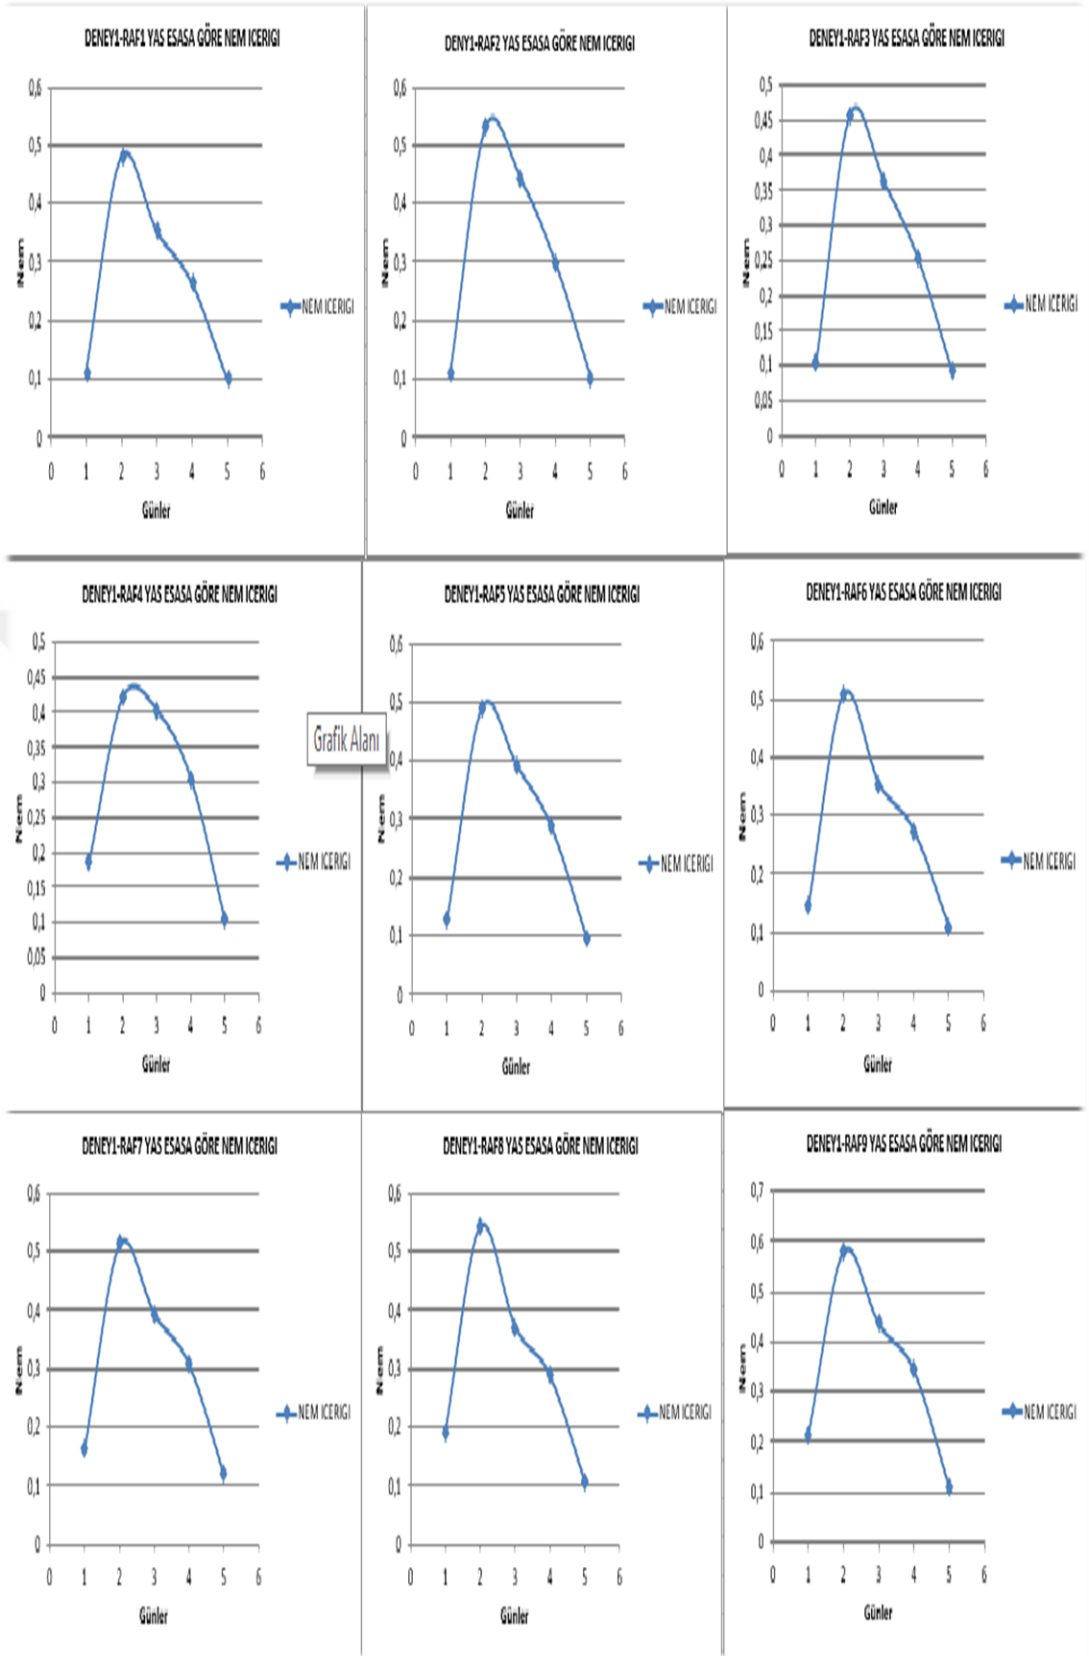 DENEY1-RAF1 YAS ESASA GÖRE NEM ICERIGI
0,6
0,5
0,4
0,3
0,2
0,1
0
Nem
0 1 2 3 4 5 6
Günler
NEM ICERIGI
DENY1-RAF2 YAS ESASA GÖRE NEM ICERIGI
0,6
0,5
0,4
0,3
0,2
0,1
0
Nem
0 1 2 3 4 5 6
Günler
NEM ICERIGI
DENEY1-RAF3 YAS ESASA GÖRE NEM ICERIGI
0,5
0,45
0,4
0,35
0,3
0,25
0,2
0,15
0,1
0,05
0
Nem
0 1 2 3 4 5 6
Günler
NEM ICERIGI
DENEY1-RAF4 YAS ESASA GÖRE NEM ICERIGI
0,5
0,45
0,4
0,35
0,3
0,25
0,2
0,15
0,1
0,05
0
Nem
0 1 2 3 4 5 6
Günler
NEM ICERIGI
Grafik Alanı
DENEY1-RAF5 YAS ESASA GÖRE NEM ICERIGI
0,6
0,5
0,4
0,3
0,2
0,1
0
Nem
0 1 2 3 4 5 6
Günler
NEM ICERIGI
DENEY1-RAF6 YAS ESASA GÖRE NEM ICERIGI
0,6
0,5
0,4
0,3
0,2
0,1
0
Nem
0 1 2 3 4 5 6
Günler
NEM ICERIGI
DENEY1-RAF7 YAS ESASA GÖRE NEM ICERIGI
0,6
0,5
0,4
0,3
0,2
0,1
0
Nem
0 1 2 3 4 5 6
Günler
NEM ICERIGI
DENEY1-RAF8 YAS ESASA GÖRE NEM ICERIGI
0,6
0,5
0,4
0,3
0,2
0,1
0
Nem
0 1 2 3 4 5 6
Günler
NEM ICERIGI
DENEY1-RAF9 YAS ESASA GÖRE NEM ICERIGI
0,7
0,6
0,5
0,4
0,3
0,2
0,1
0
Nem
0 1 2 3 4 5 6
Günler
NEM ICERIGI